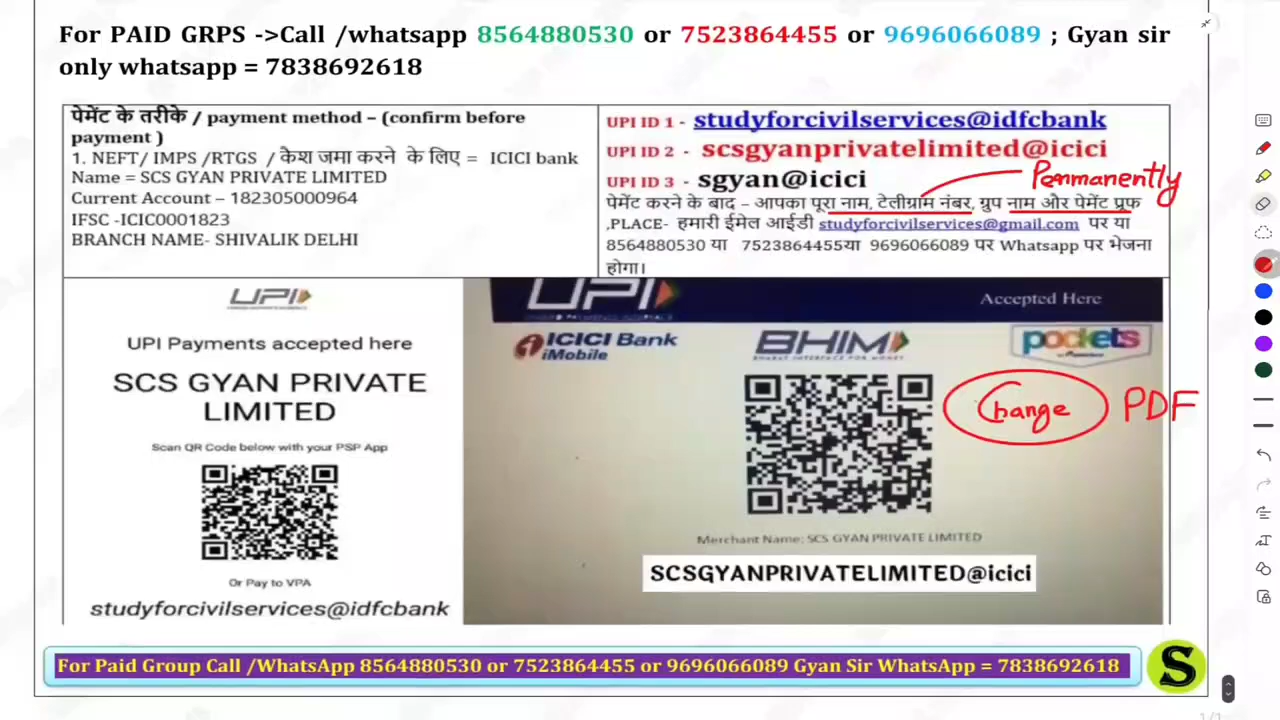 For PAID GRPS ->Call /whatsapp 8564880530 or 7523864455 or 9696066089 ; Gyan sir
only whatsapp = 7838692618
पेमेंट के तरीके / payment method – (confirm before
payment )
1. NEFT/ IMPS /RTGS / कैश जमा करने के लिए = ICICI bank
Name = SCS GYAN PRIVATE LIMITED
Current Account – 182305000964
IFSC -ICIC0001823
BRANCH NAME- SHIVALIK DELHI
UPI ID 1 - studyforcivilservices@idfcbank
UPI ID 2 - scsgyanprivatelimited@icici
UPI ID 3 - sgyan@icici
Permanently
पेमेंट करने के बाद – आपका पूरा नाम, टेलीग्राम नंबर, ग्रुप नाम और पेमेंट प्रूफ
,PLACE- हमारी ईमेल आईडी studyforcivilservices@gmail.com पर या
8564880530 या 7523864455या 9696066089 पर Whatsapp पर भेजना
होगा।
UPI
UPI Payments accepted here
SCS GYAN PRIVATE
LIMITED
Scan QR Code below with your PSP App
Or Pay to VPA
studyforcivilservices@idfcbank
UPI
Accepted Here
ICICI Bank
iMobile
BHIM
pockets
Change PDF
Merchant Name: SCS GYAN PRIVATE LIMITED
SCSGYANPRIVATELIMITED@icici
For Paid Group Call /WhatsApp 8564880530 or 7523864455 or 9696066089 Gyan Sir WhatsApp = 7838692618
S
1/1